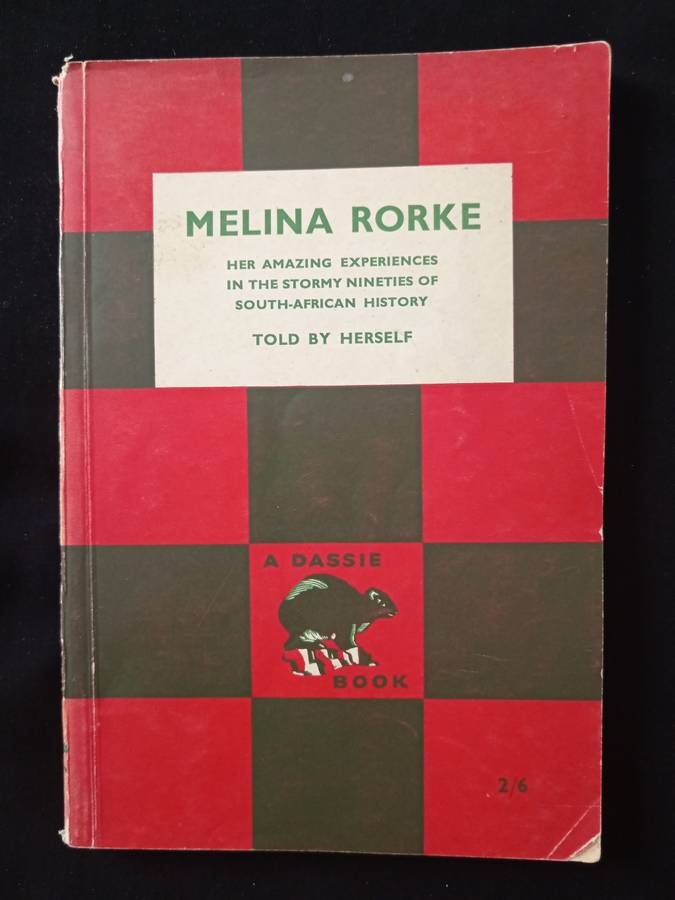 MELINA RORKE
HER AMAZING EXPERIENCES
IN THE STORMY NINETIES OF
SOUTH-AFRICAN HISTORY
TOLD BY HERSELF
A DASSIE
BOOK
2/6